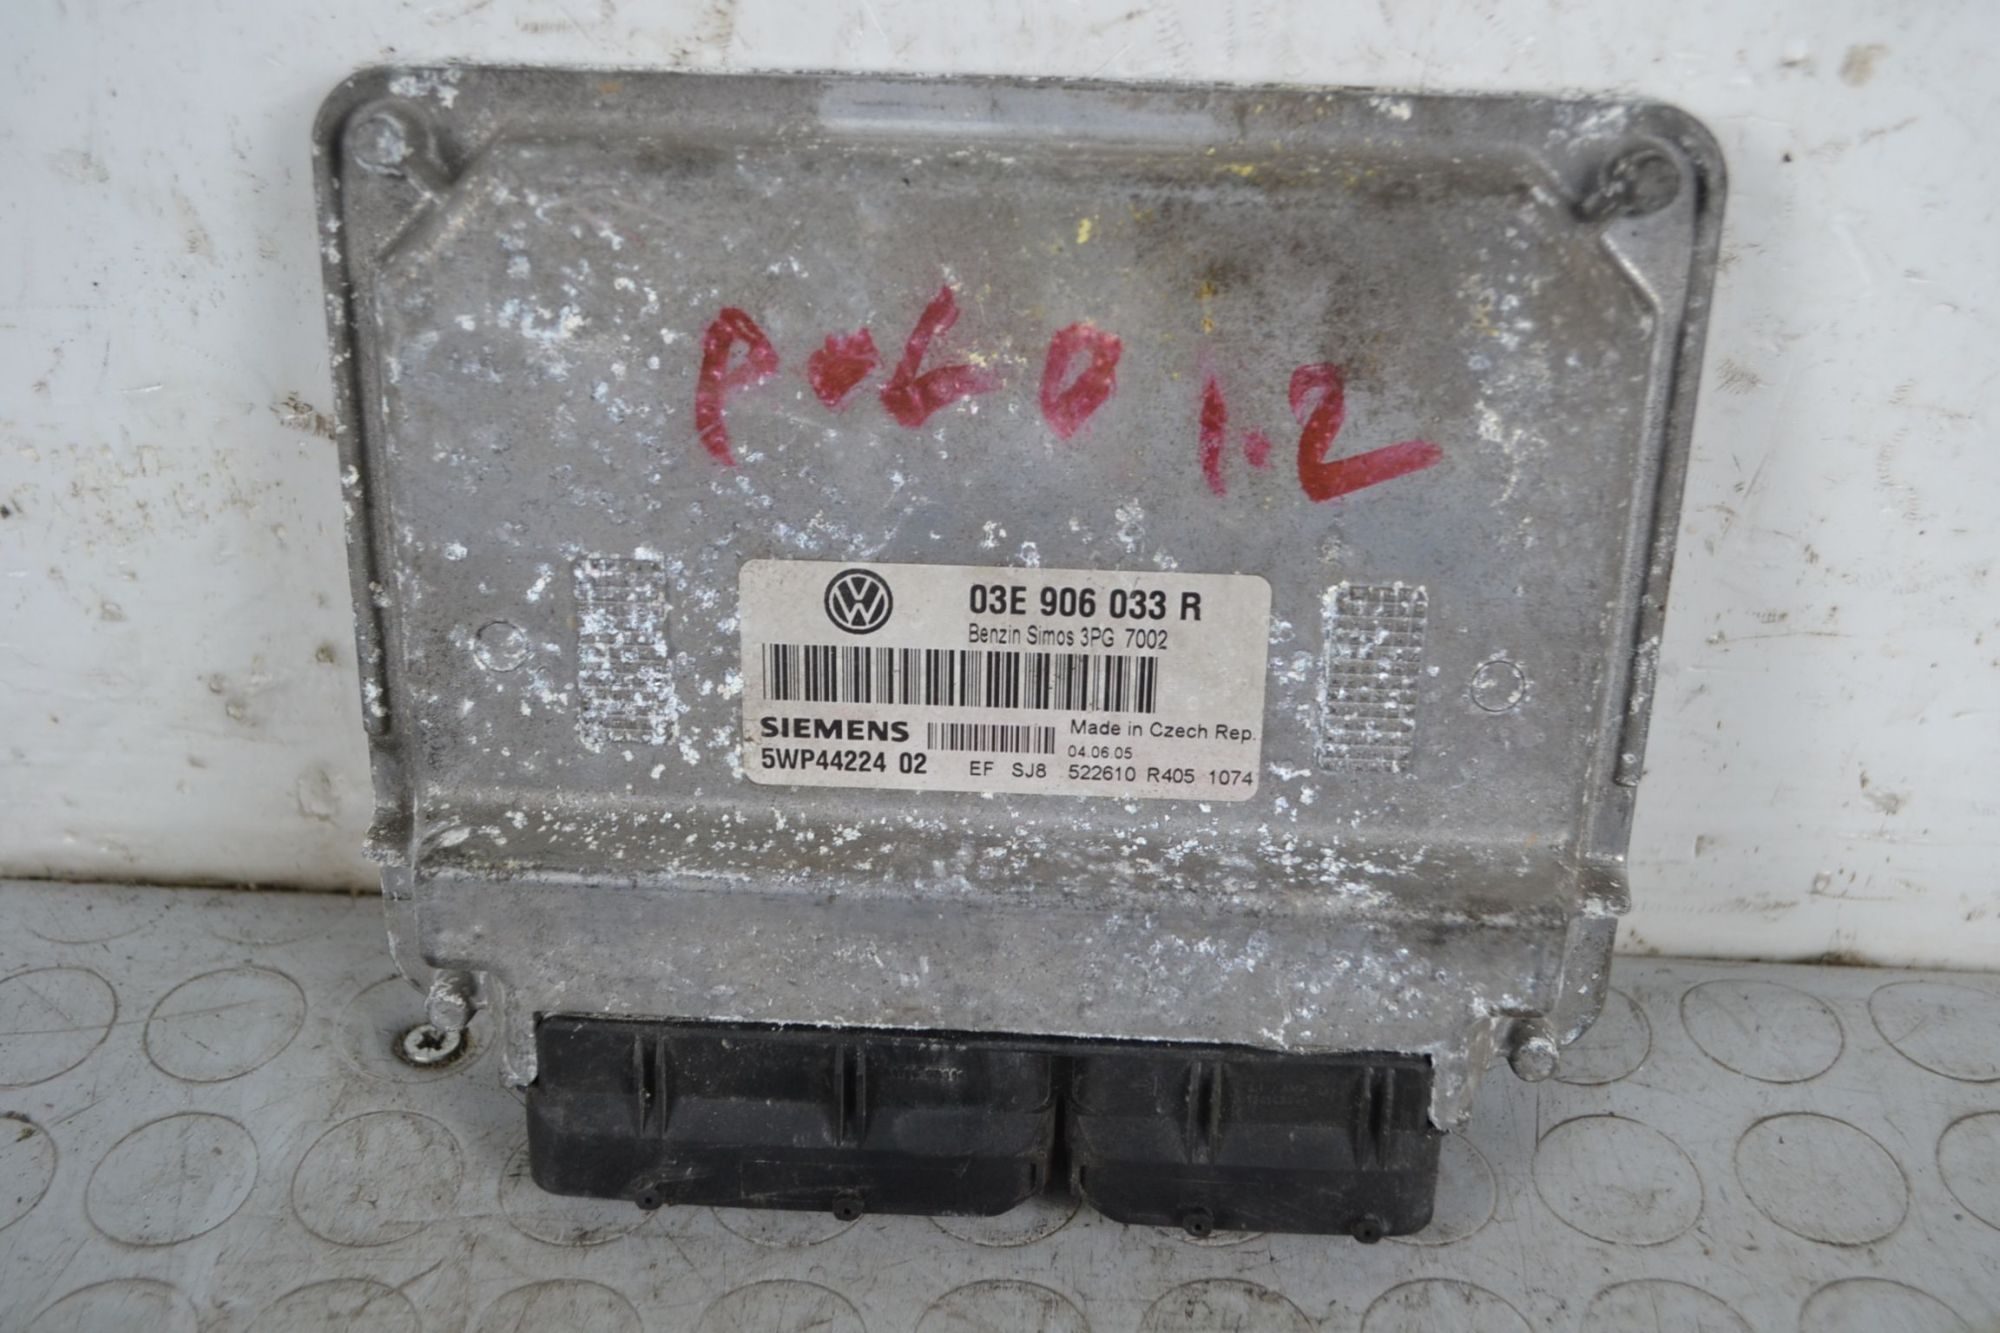 POLO 1.2
03E 906 033 R
Benzin Simos 3PG 7002
SIEMENS
Made in Czech Rep.
5WP44224 02
04.06.05
EF SJ8 522610 R405 1074